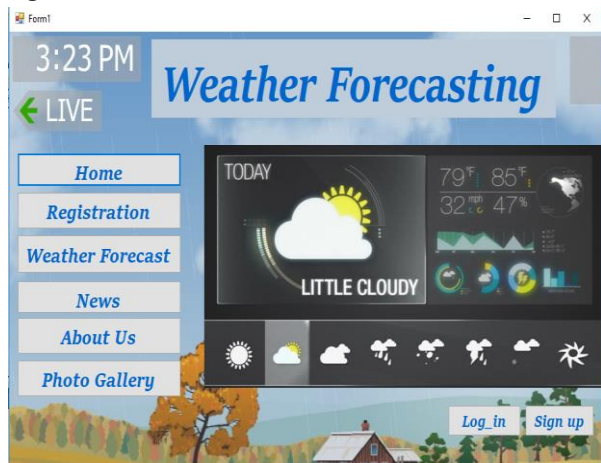 Form1
3:23 PM
Weather Forecasting
LIVE
Home
Registration
Weather Forecast
News
About Us
Photo Gallery
TODAY
LITTLE CLOUDY
79°F 85°F
32 mph 47%
Log_in
Sign up